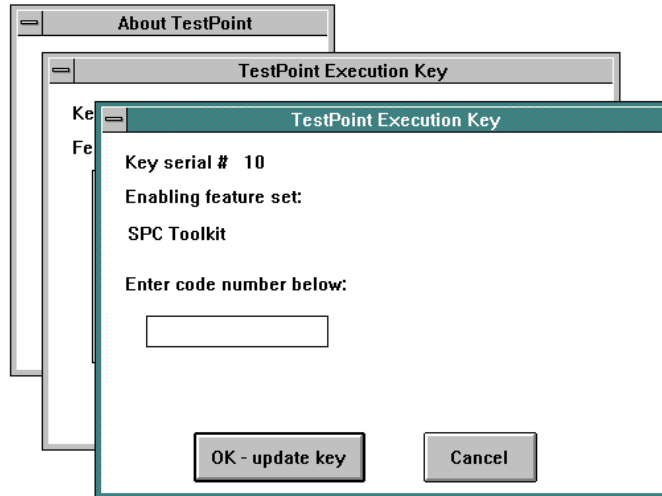 About TestPoint
TestPoint Execution Key
Ke
Fe
TestPoint Execution Key
Key serial # 10
Enabling feature set:
SPC Toolkit
Enter code number below:
OK - update key
Cancel